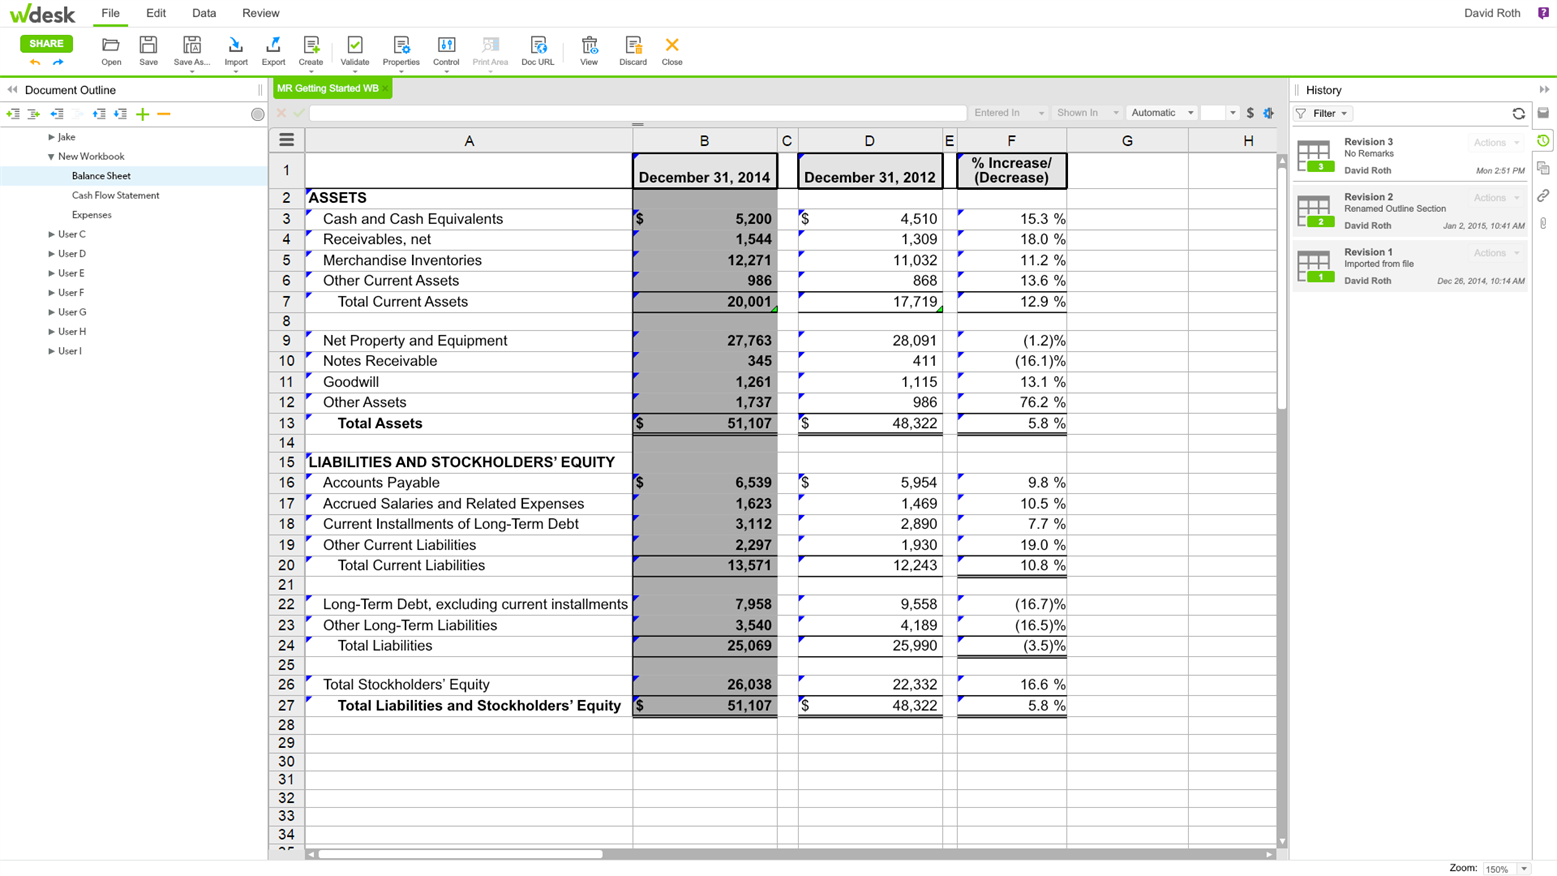 wdesk File Edit Data Review David Roth ?
SHARE Open Save Save As... Import Export Create Validate Properties Control Print Area Doc URL View Discard Close
Document Outline
Jake
New Workbook
Balance Sheet
Cash Flow Statement
Expenses
User C
User D
User E
User F
User G
User H
User I
MR Getting Started WB
Entered In Shown In Automatic $
A B C D E F G H
1 December 31, 2014 December 31, 2012 % Increase/ (Decrease)
2 ASSETS
3 Cash and Cash Equivalents $ 5,200 $ 4,510 15.3 %
4 Receivables, net 1,544 1,309 18.0 %
5 Merchandise Inventories 12,271 11,032 11.2 %
6 Other Current Assets 986 868 13.6 %
7 Total Current Assets 20,001 17,719 12.9 %
8
9 Net Property and Equipment 27,763 28,091 (1.2)%
10 Notes Receivable 345 411 (16.1)%
11 Goodwill 1,261 1,115 13.1 %
12 Other Assets 1,737 986 76.2 %
13 Total Assets $ 51,107 $ 48,322 5.8 %
14
15 LIABILITIES AND STOCKHOLDERS’ EQUITY
16 Accounts Payable $ 6,539 $ 5,954 9.8 %
17 Accrued Salaries and Related Expenses 1,623 1,469 10.5 %
18 Current Installments of Long-Term Debt 3,112 2,890 7.7 %
19 Other Current Liabilities 2,297 1,930 19.0 %
20 Total Current Liabilities 13,571 12,243 10.8 %
21
22 Long-Term Debt, excluding current installments 7,958 9,558 (16.7)%
23 Other Long-Term Liabilities 3,540 4,189 (16.5)%
24 Total Liabilities 25,069 25,990 (3.5)%
25
26 Total Stockholders’ Equity 26,038 22,332 16.6 %
27 Total Liabilities and Stockholders’ Equity $ 51,107 $ 48,322 5.8 %
28
29
30
31
32
33
34
35
History
Filter
Revision 3 Actions
No Remarks
3 David Roth Mon 2:51 PM
Revision 2 Actions
Renamed Outline Section
2 David Roth Jan 2, 2015, 10:41 AM
Revision 1 Actions
Imported from file
1 David Roth Dec 26, 2014, 10:14 AM
Zoom: 150%